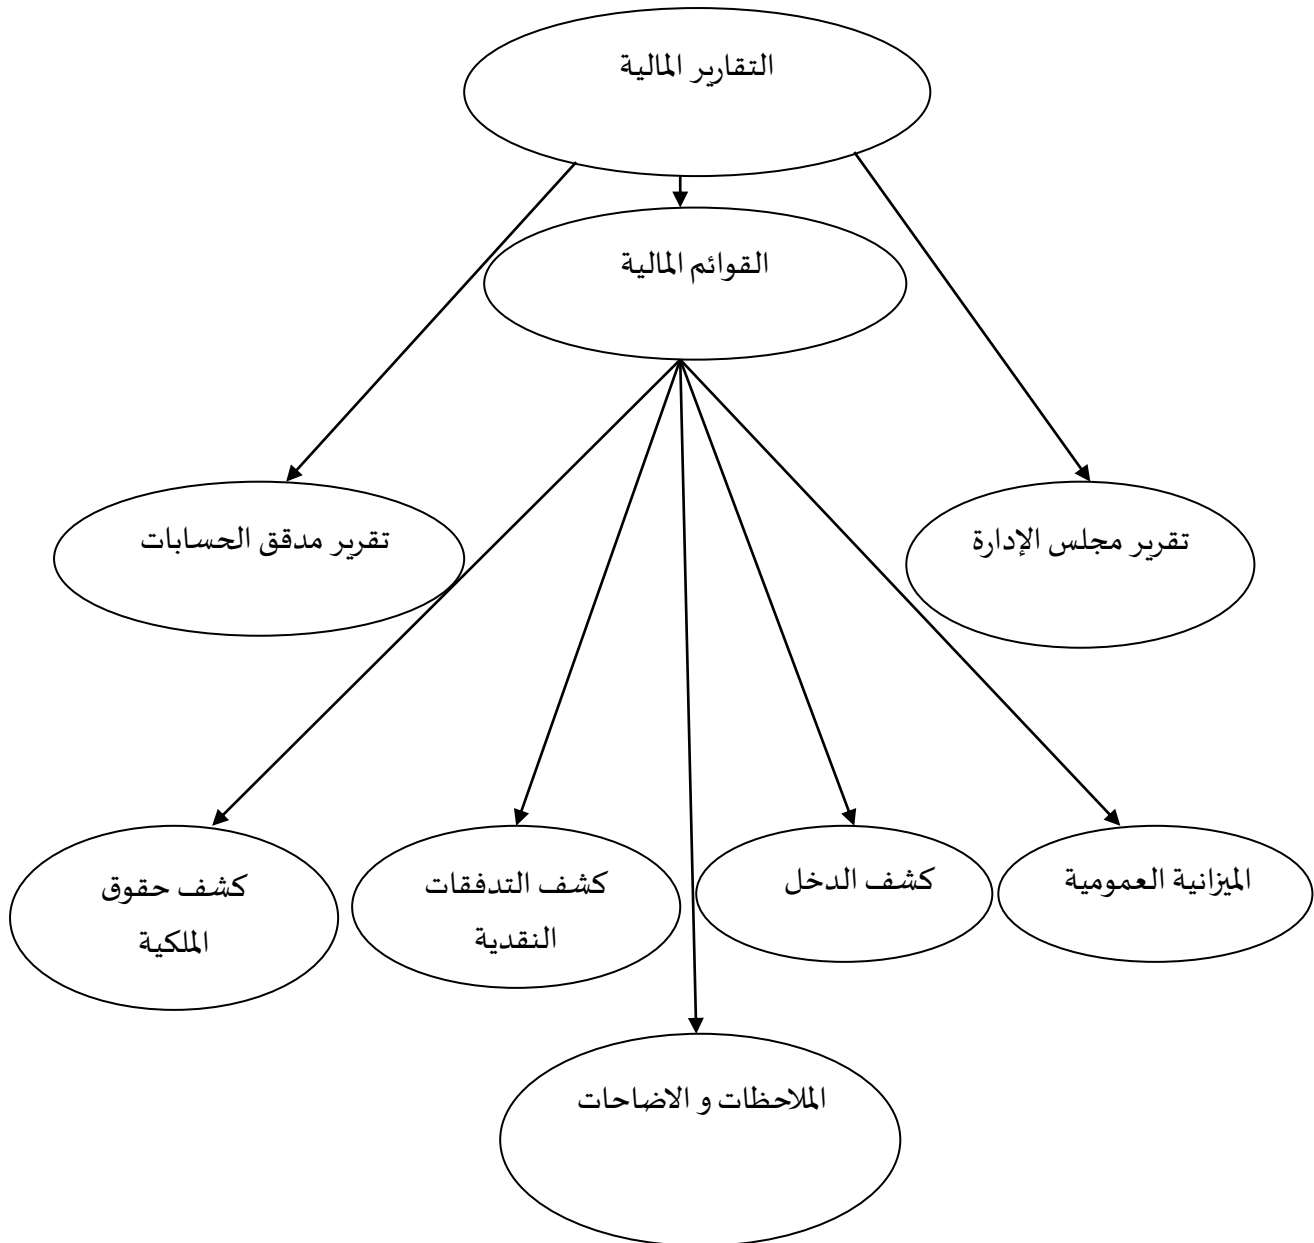 التقارير المالية
القوائم المالية
تقرير مجلس الإدارة
تقرير مدقق الحسابات
الميزانية العمومية
كشف الدخل
كشف التدفقات
النقدية
كشف حقوق
الملكية
الملاحظات و الاضاحات